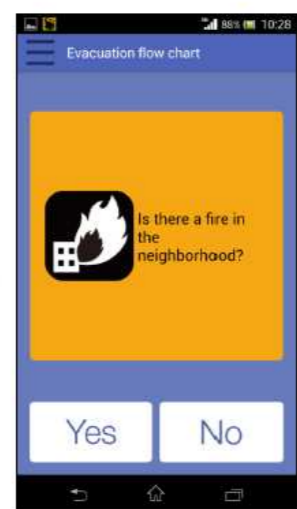 88% 10:28
Evacuation flow chart
Is there a fire in
the
neighborhood?
Yes No